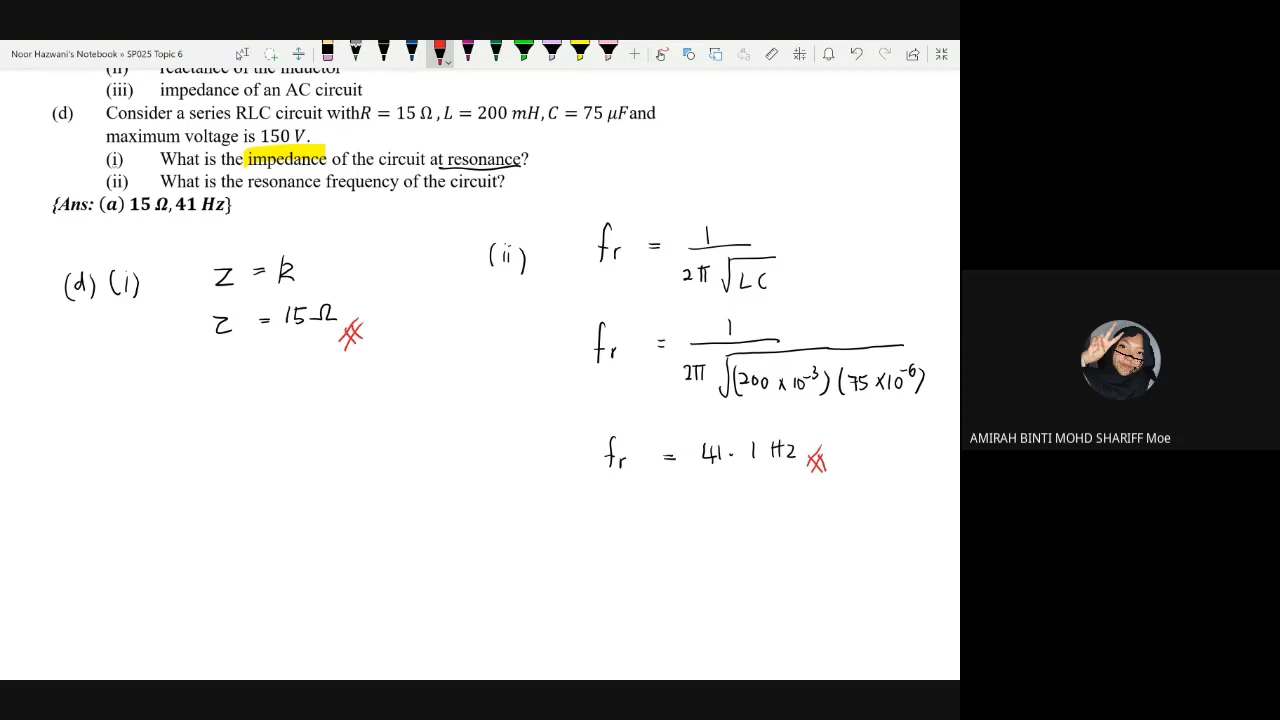 Noor Hazwani's Notebook » SP025 Topic 6
(ii) reactance of the inductor
(iii) impedance of an AC circuit
(d) Consider a series RLC circuit with R = 15 Ω , L = 200 mH, C = 75 μF and
maximum voltage is 150 V.
(i) What is the impedance of the circuit at resonance?
(ii) What is the resonance frequency of the circuit?
{Ans: (a) 15 Ω, 41 Hz}
(d) (i) Z = R
Z = 15 Ω
(ii) fr = 1 / 2π √LC
fr = 1 / 2π √(200 × 10⁻³) (75 × 10⁻⁶)
fr = 41.1 Hz
AMIRAH BINTI MOHD SHARIFF Moe